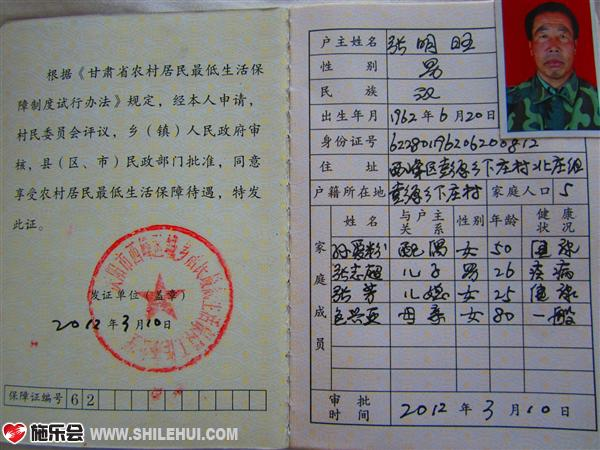 根据《甘肃省农村居民最低生活保
障制度试行办法》规定，经本人申请，
村民委员会评议，乡（镇）人民政府审
核，县（区、市）民政部门批准，同意
享受农村居民最低生活保障待遇，特发
此证。
发证单位（盖章）
2012年3月10日
保障证编号 62
施乐会 WWW.SHILEHUI.COM
户主姓名 张明旺
性别 男
民族 汉
出生年月 1962年6月20日
身份证号 622801196206200812
住址 西峰区彭原乡下庄村北庄组
户籍所在地 彭原乡下庄村 家庭人口 5
家庭成员
姓名 与户主关系 性别 年龄 健康状况
孙爱粉 配偶 女 50 健康
张志超 儿子 男 26 疾病
张芳 儿媳 女 25 健康
母亲 女 80 一般
审批时间 2012年3月10日